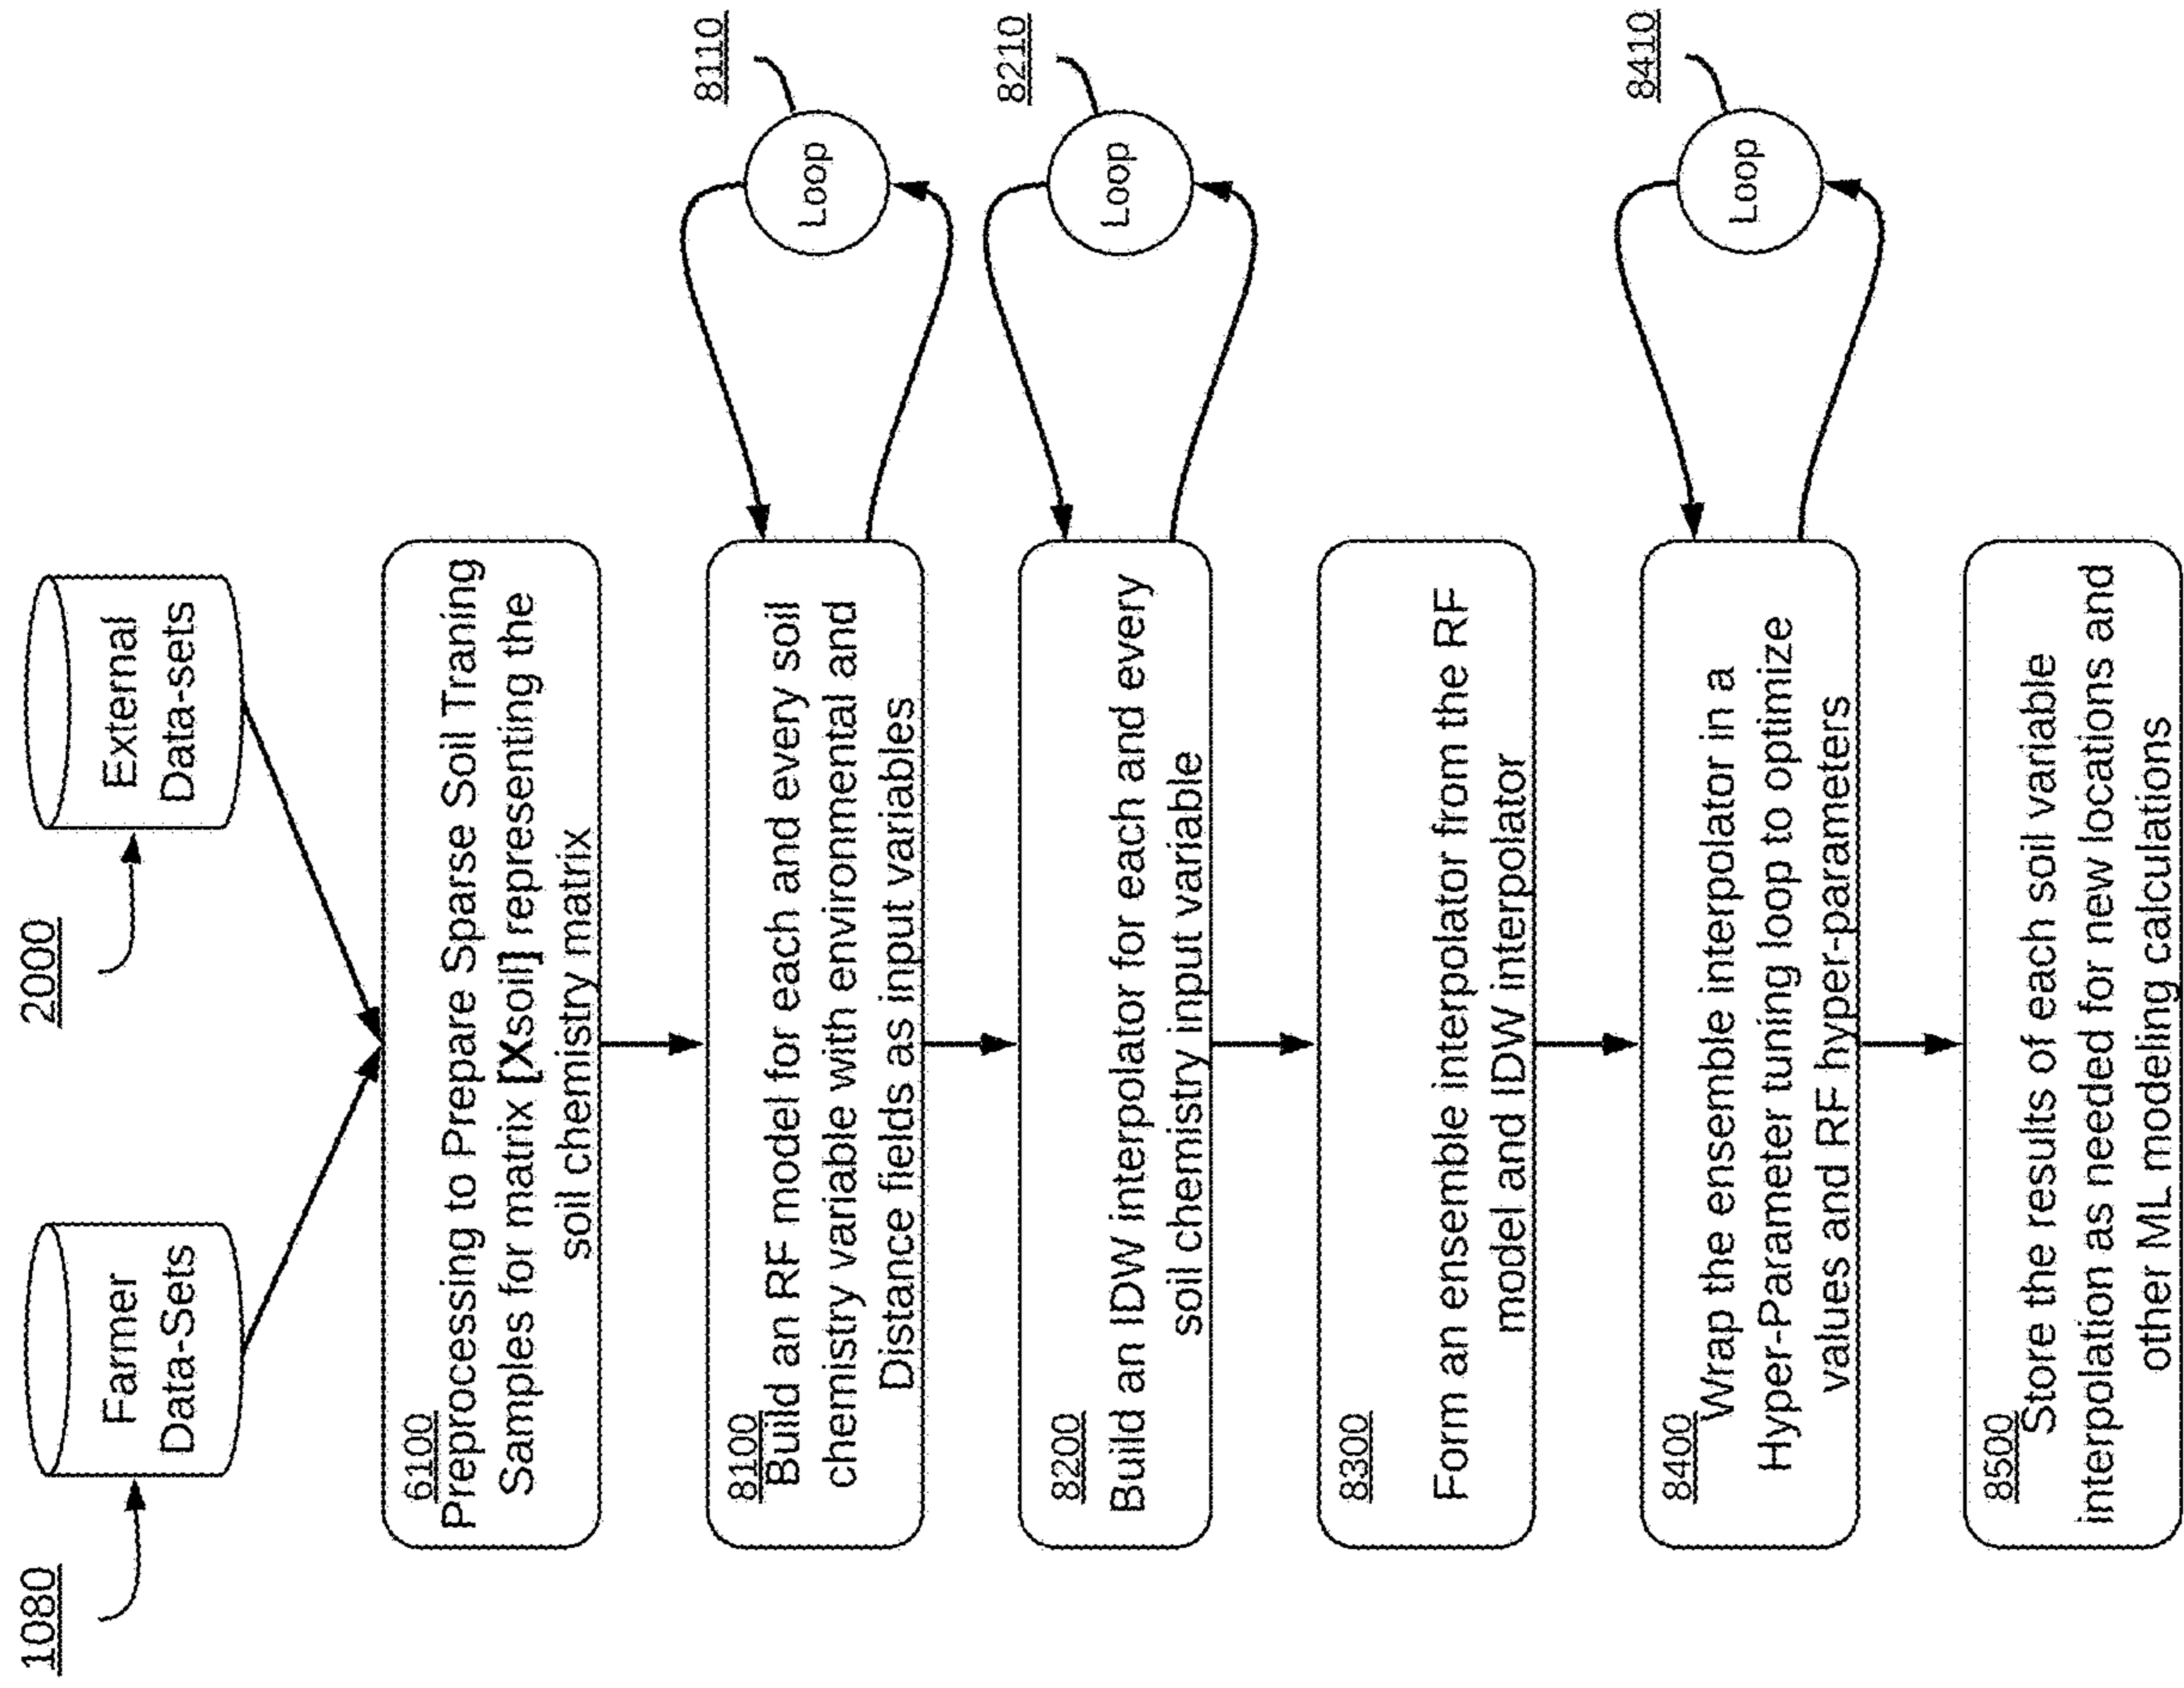 1080
Farmer
Data-Sets
2000
External
Data-sets
6100
Preprocessing to Prepare Sparse Soil Training
Samples for matrix [Xsoil] representing the
soil chemistry matrix
8100
Build an RF model for each and every soil
chemistry variable with environmental and
Distance fields as input variables
Loop
8110
8200
Build an IDW interpolator for each and every
soil chemistry input variable
Loop
8210
8300
Form an ensemble interpolator from the RF
model and IDW interpolator
8400
Wrap the ensemble interpolator in a
Hyper-Parameter tuning loop to optimize
values and RF hyper-parameters
Loop
8410
8500
Store the results of each soil variable
interpolation as needed for new locations and
other ML modeling calculations